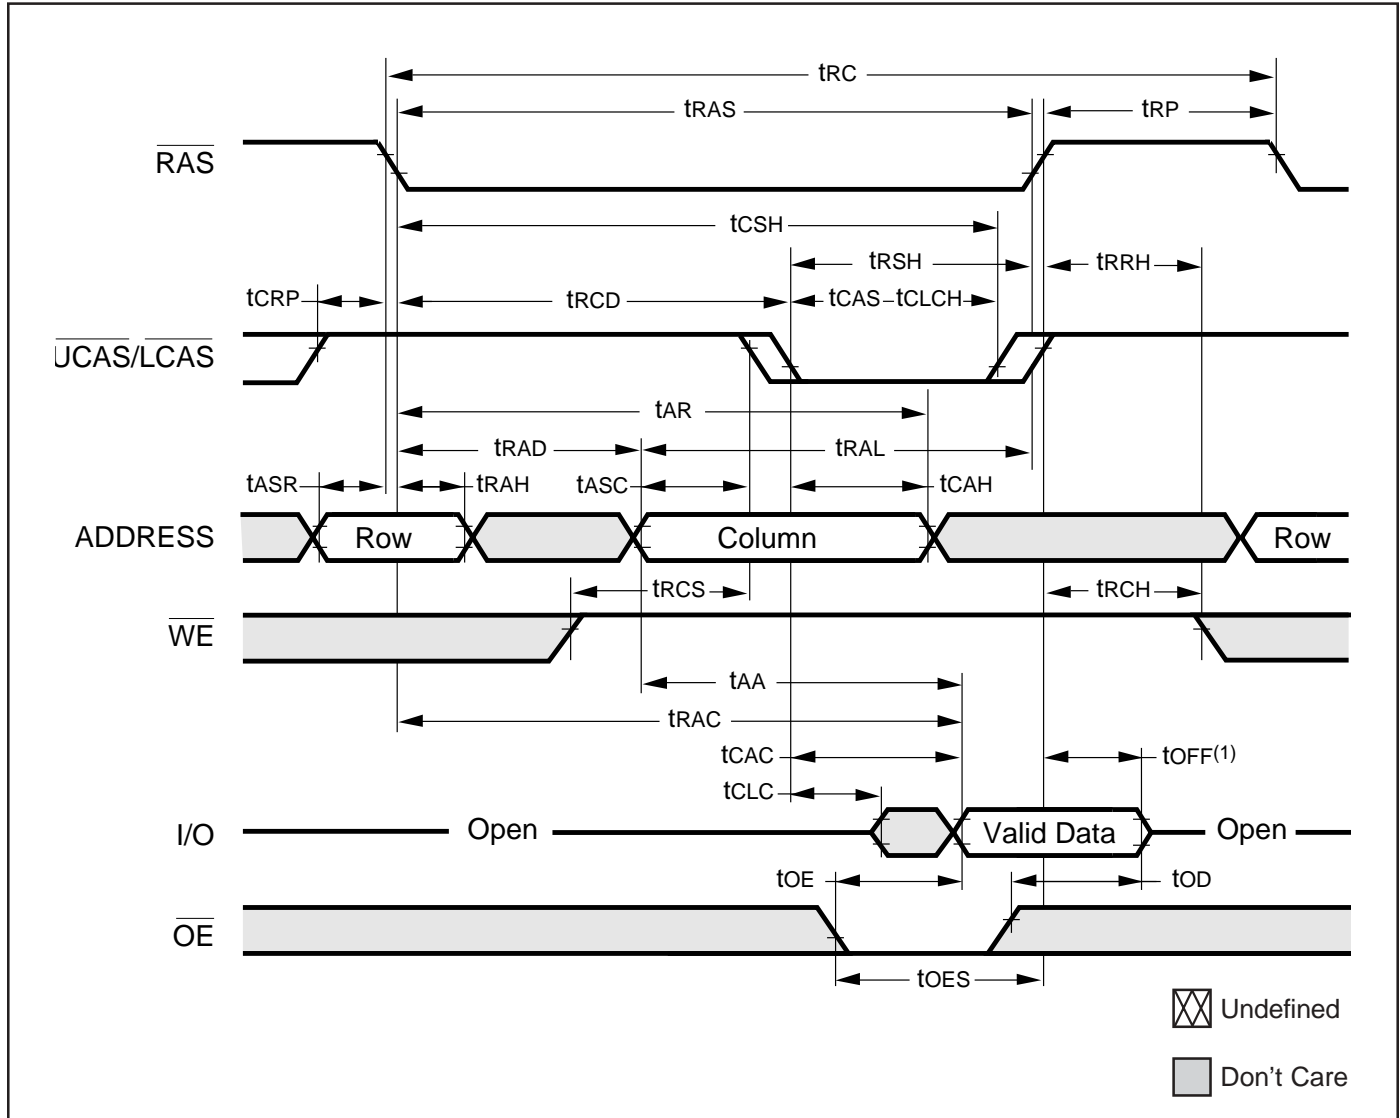 tRC
tRAS tRP
RAS
tCSH
tRSH tRRH
tCRP tRCD tCAS tCLCH
UCAS/LCAS
tAR
tRAD tRAL
tASR tRAH tASC tCAH
ADDRESS Row Column Row
tRCS tRCH
WE
tAA
tRAC
tCAC tOFF(1)
tCLC
I/O Open Valid Data Open
tOE tOD
OE
tOES
Undefined
Don't Care